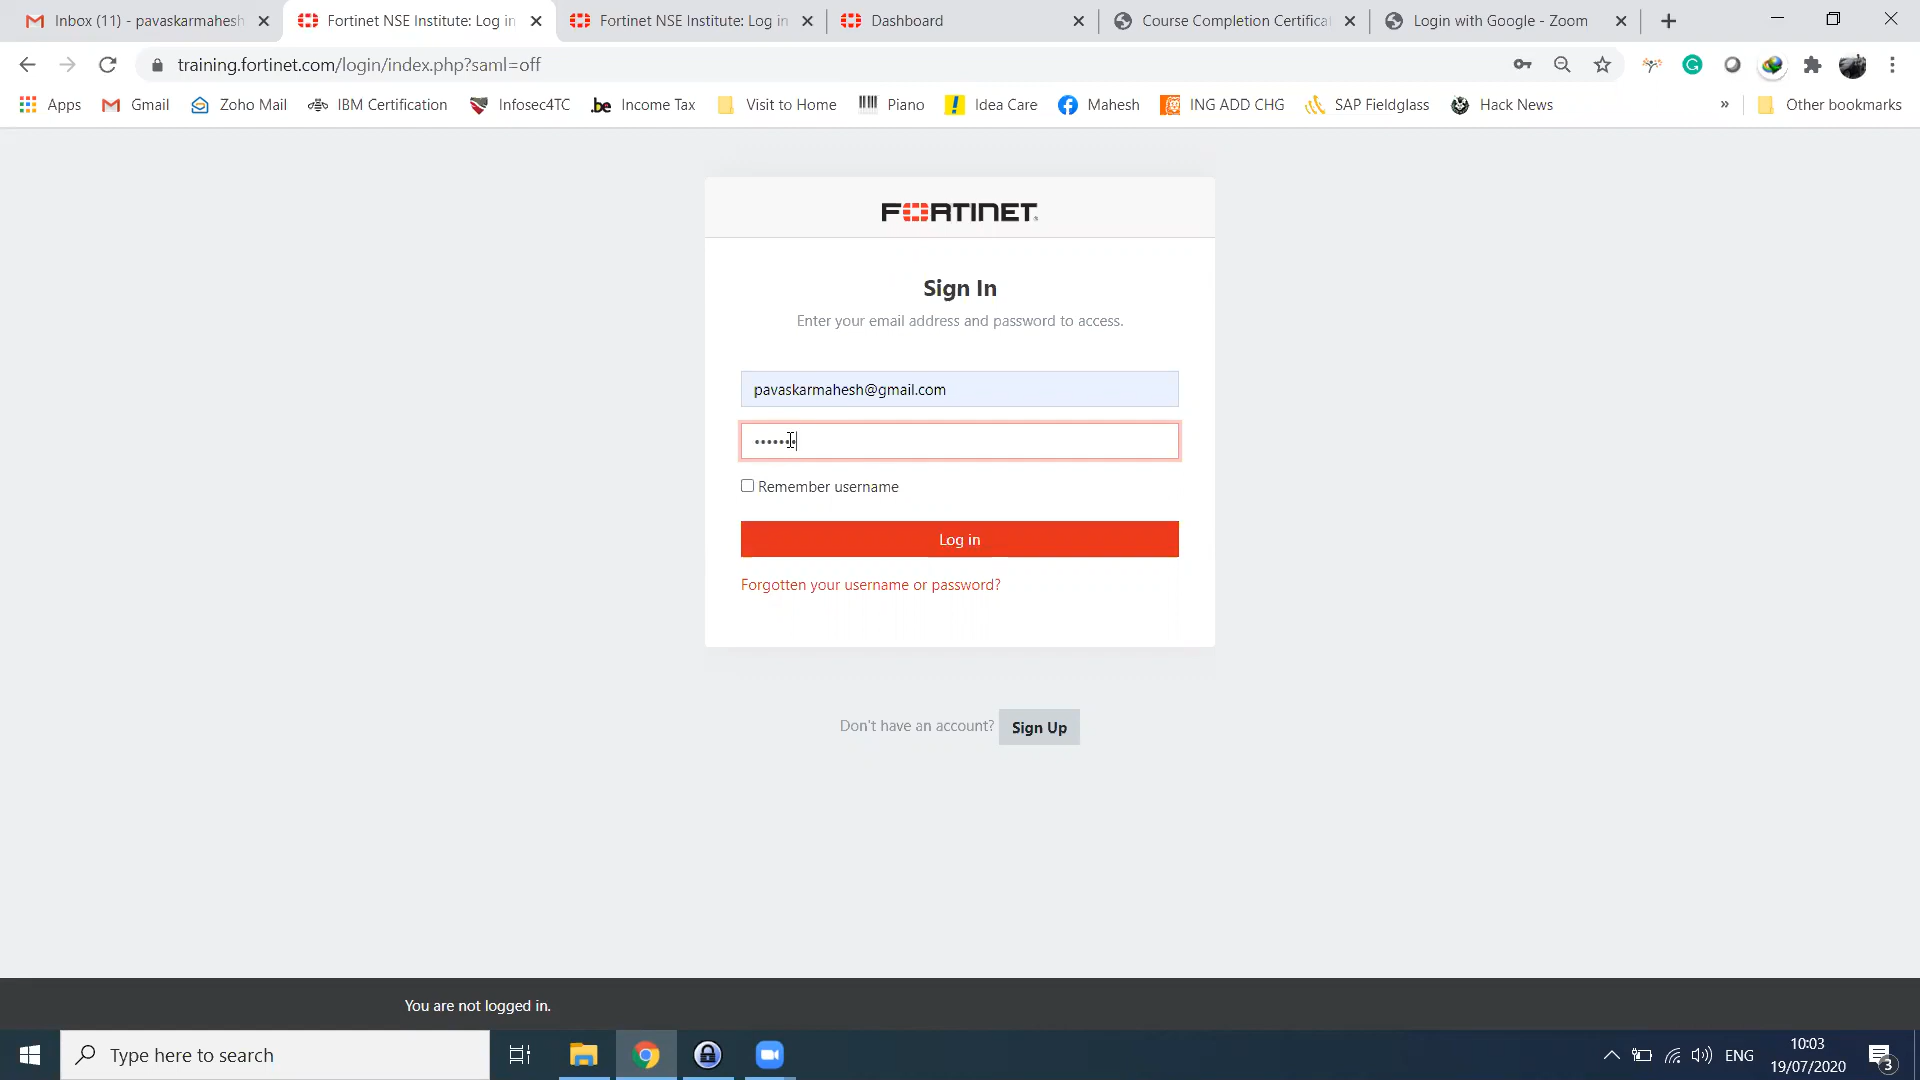 Inbox (11) - pavaskarmahesh
Fortinet NSE Institute: Log in
Fortinet NSE Institute: Log in
Dashboard
Course Completion Certifica
Login with Google - Zoom
training.fortinet.com/login/index.php?saml=off
Apps
Gmail
Zoho Mail
IBM Certification
Infosec4TC
.be
Income Tax
Visit to Home
Piano
Idea Care
Mahesh
ING ADD CHG
SAP Fieldglass
Hack News
»
Other bookmarks
FORTINET
Sign In
Enter your email address and password to access.
pavaskarmahesh@gmail.com
Remember username
Log in
Forgotten your username or password?
Don't have an account?
Sign Up
You are not logged in.
Type here to search
ENG
10:03
19/07/2020
3